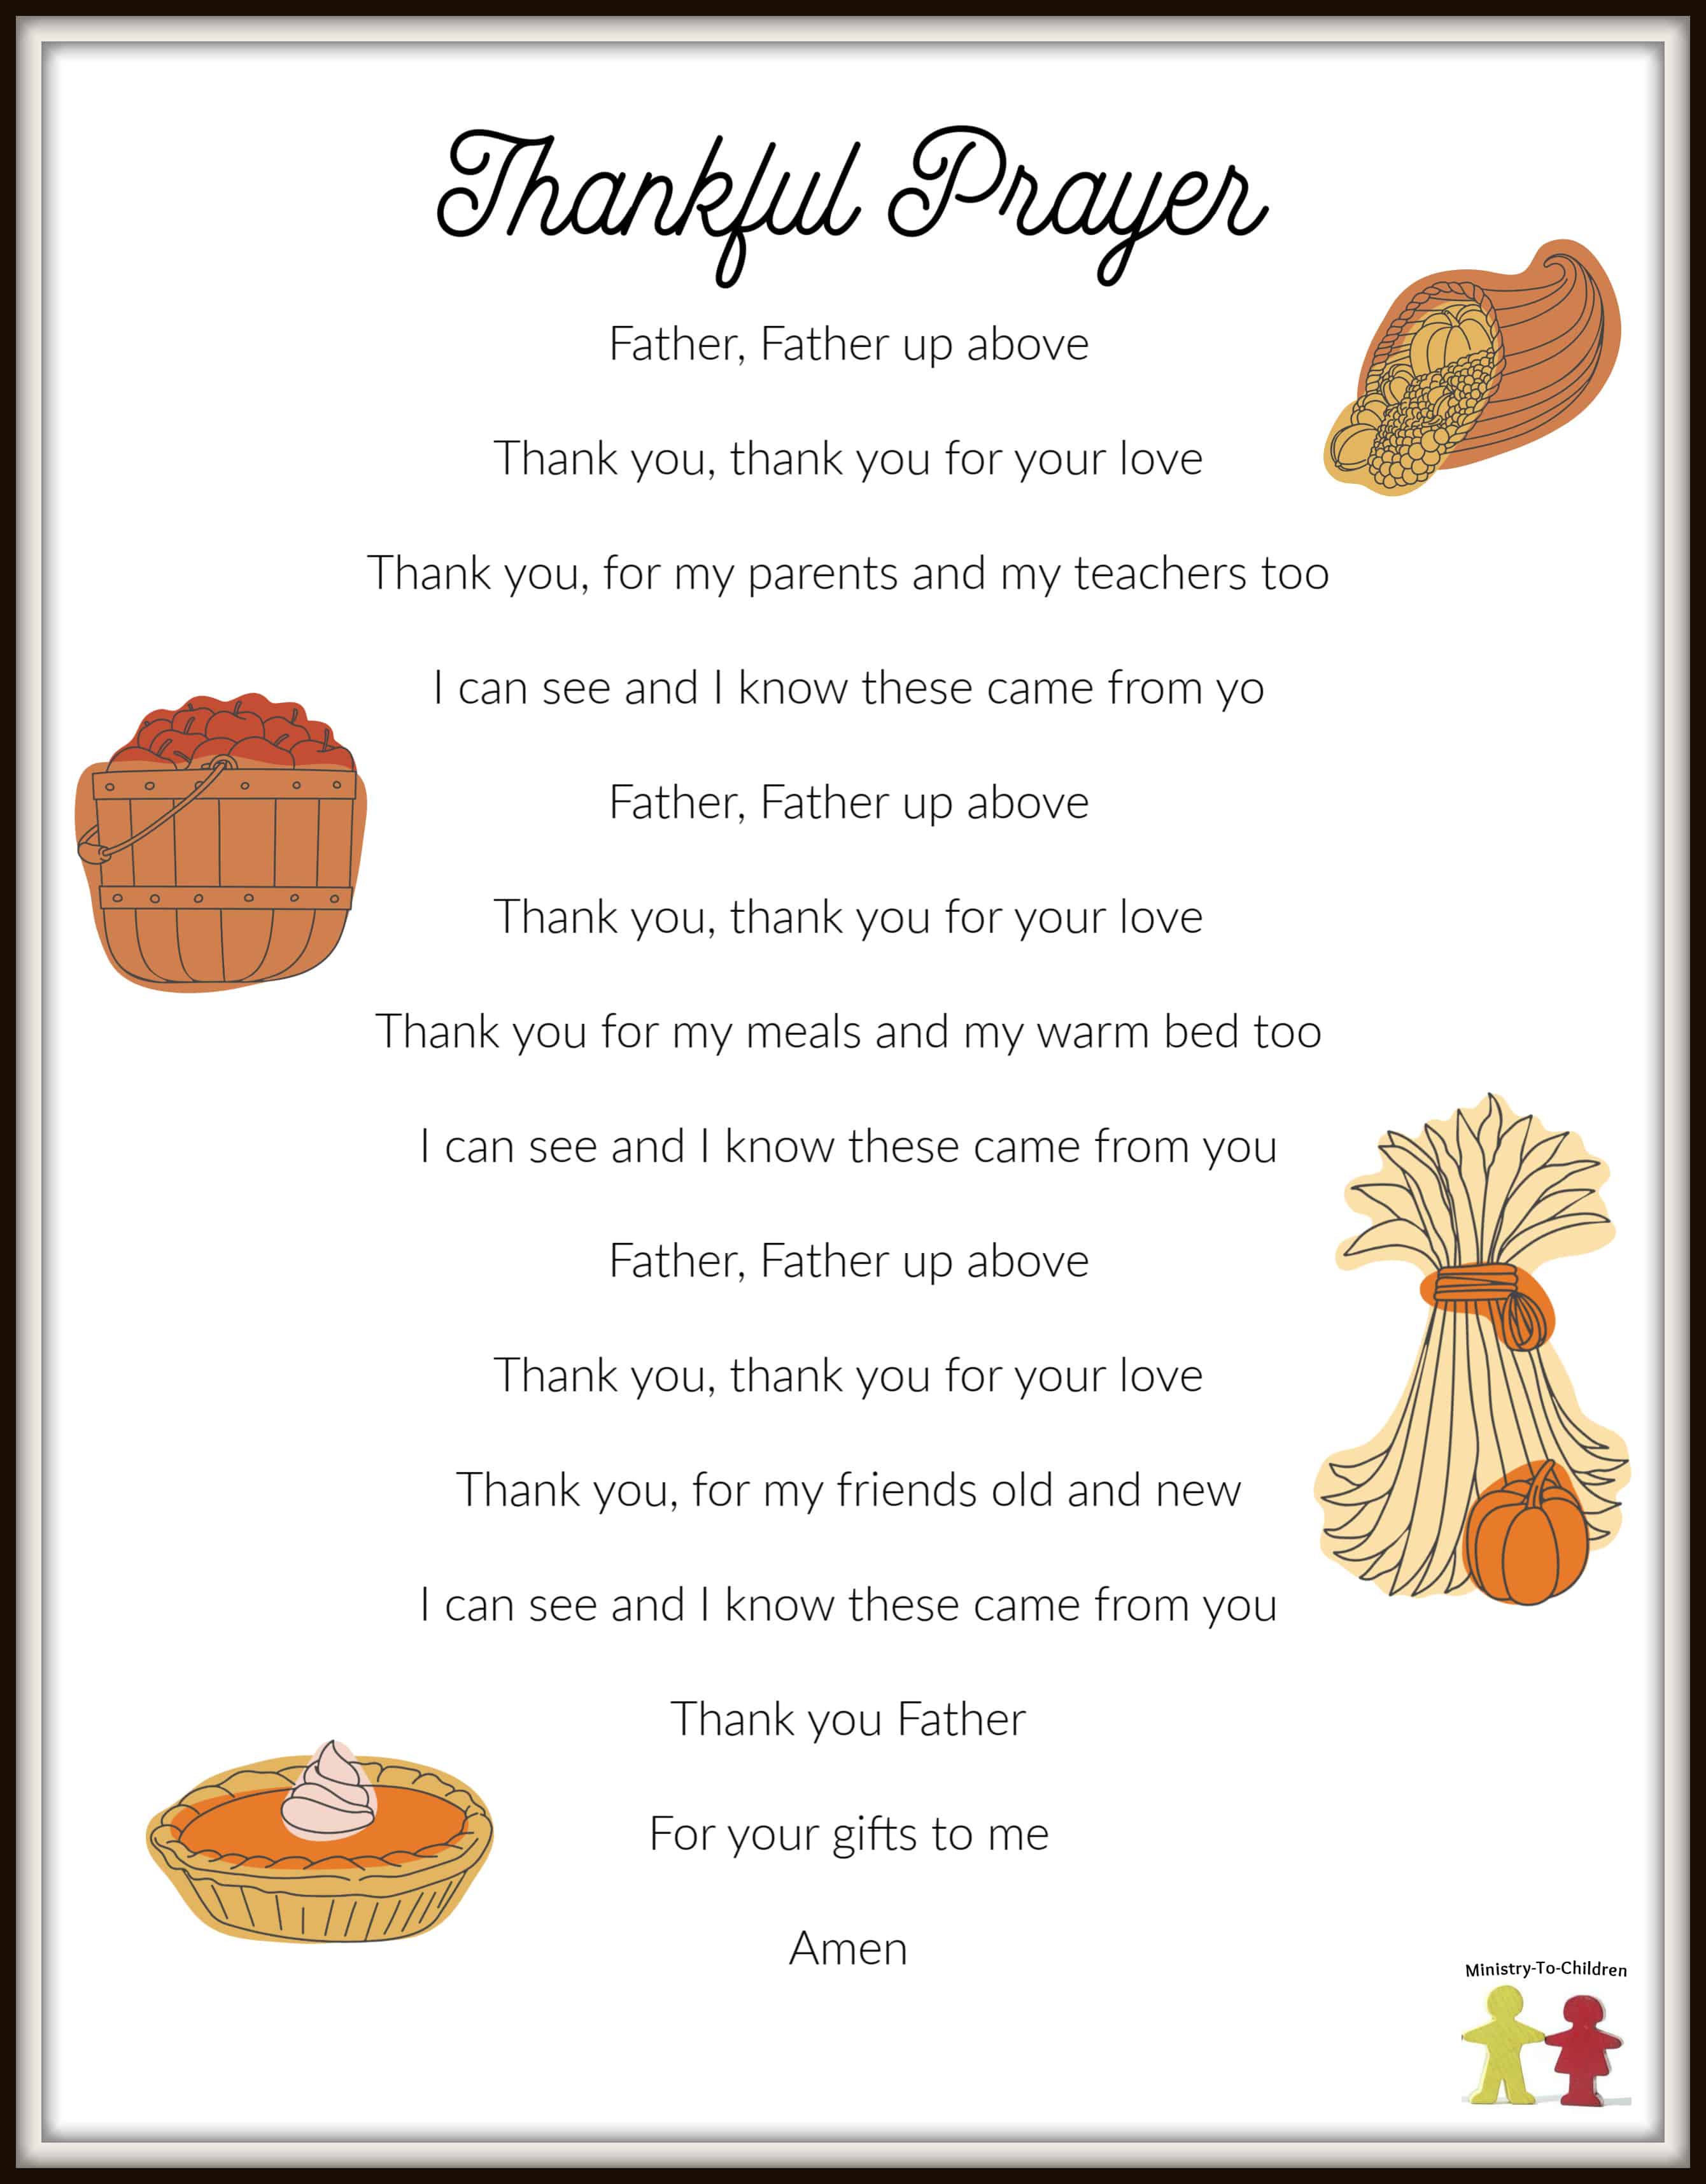 Thankful Prayer
Father, Father up above
Thank you, thank you for your love
Thank you, for my parents and my teachers too
I can see and I know these came from yo
Father, Father up above
Thank you, thank you for your love
Thank you for my meals and my warm bed too
I can see and I know these came from you
Father, Father up above
Thank you, thank you for your love
Thank you, for my friends old and new
I can see and I know these came from you
Thank you Father
For your gifts to me
Amen
Ministry-To-Children